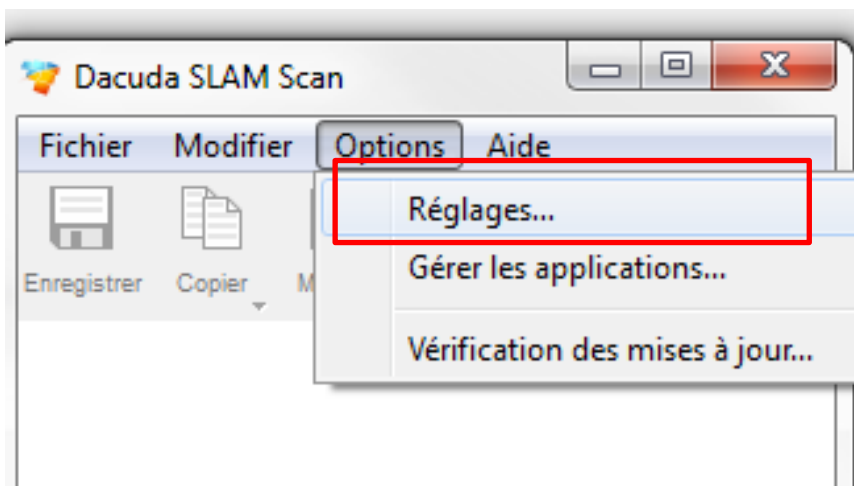 Dacuda SLAM Scan
Fichier Modifier Options Aide
Réglages...
Gérer les applications...
Vérification des mises à jour...
Enregistrer Copier